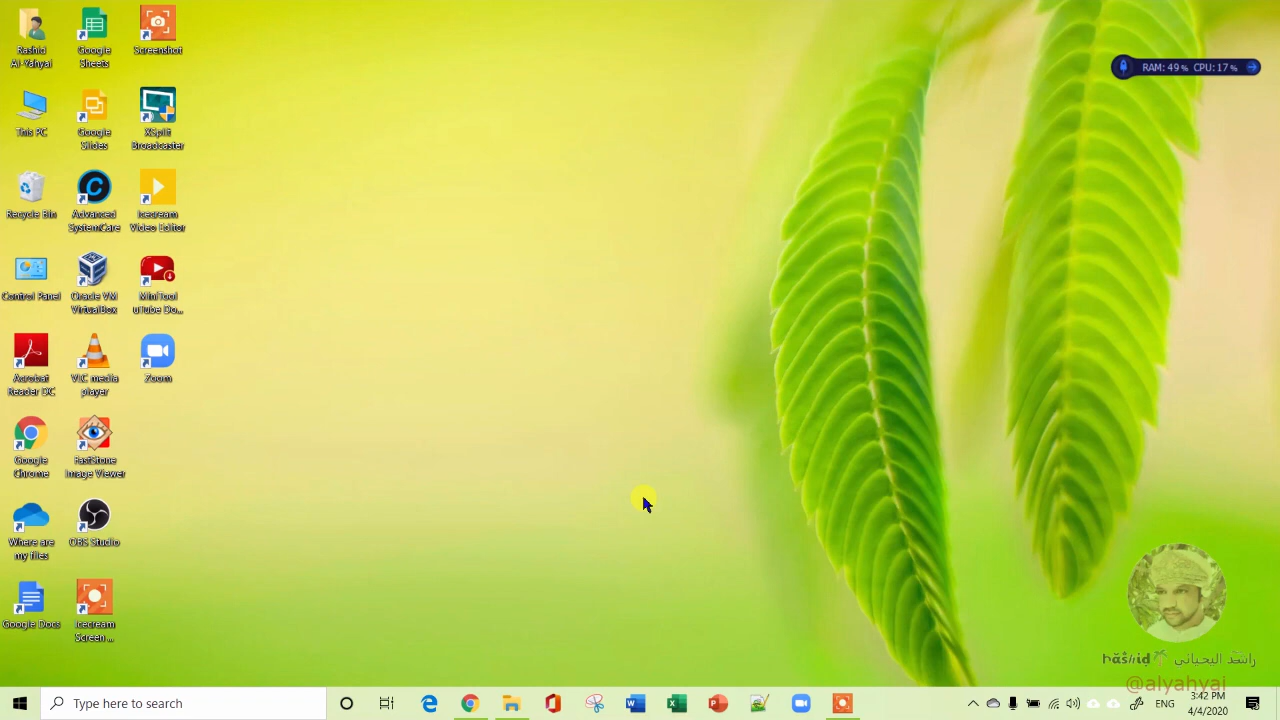 Rashid
Al-Yahyai
Google
Sheets
Screenshot
This PC
Google
Slides
XSplit
Broadcaster
Recycle Bin
Advanced
SystemCare
Icecream
Video Editor
Control Panel
Oracle VM
VirtualBox
MiniTool
uTube Do...
Acrobat
Reader DC
VLC media
player
Zoom
Google
Chrome
FastStone
Image Viewer
Where are
my files
OBS Studio
Google Docs
Icecream
Screen ...
RAM: 49% CPU: 17%
راشد اليحيائي
@alyahyai
Type here to search
ENG
3:42 PM
4/4/2020